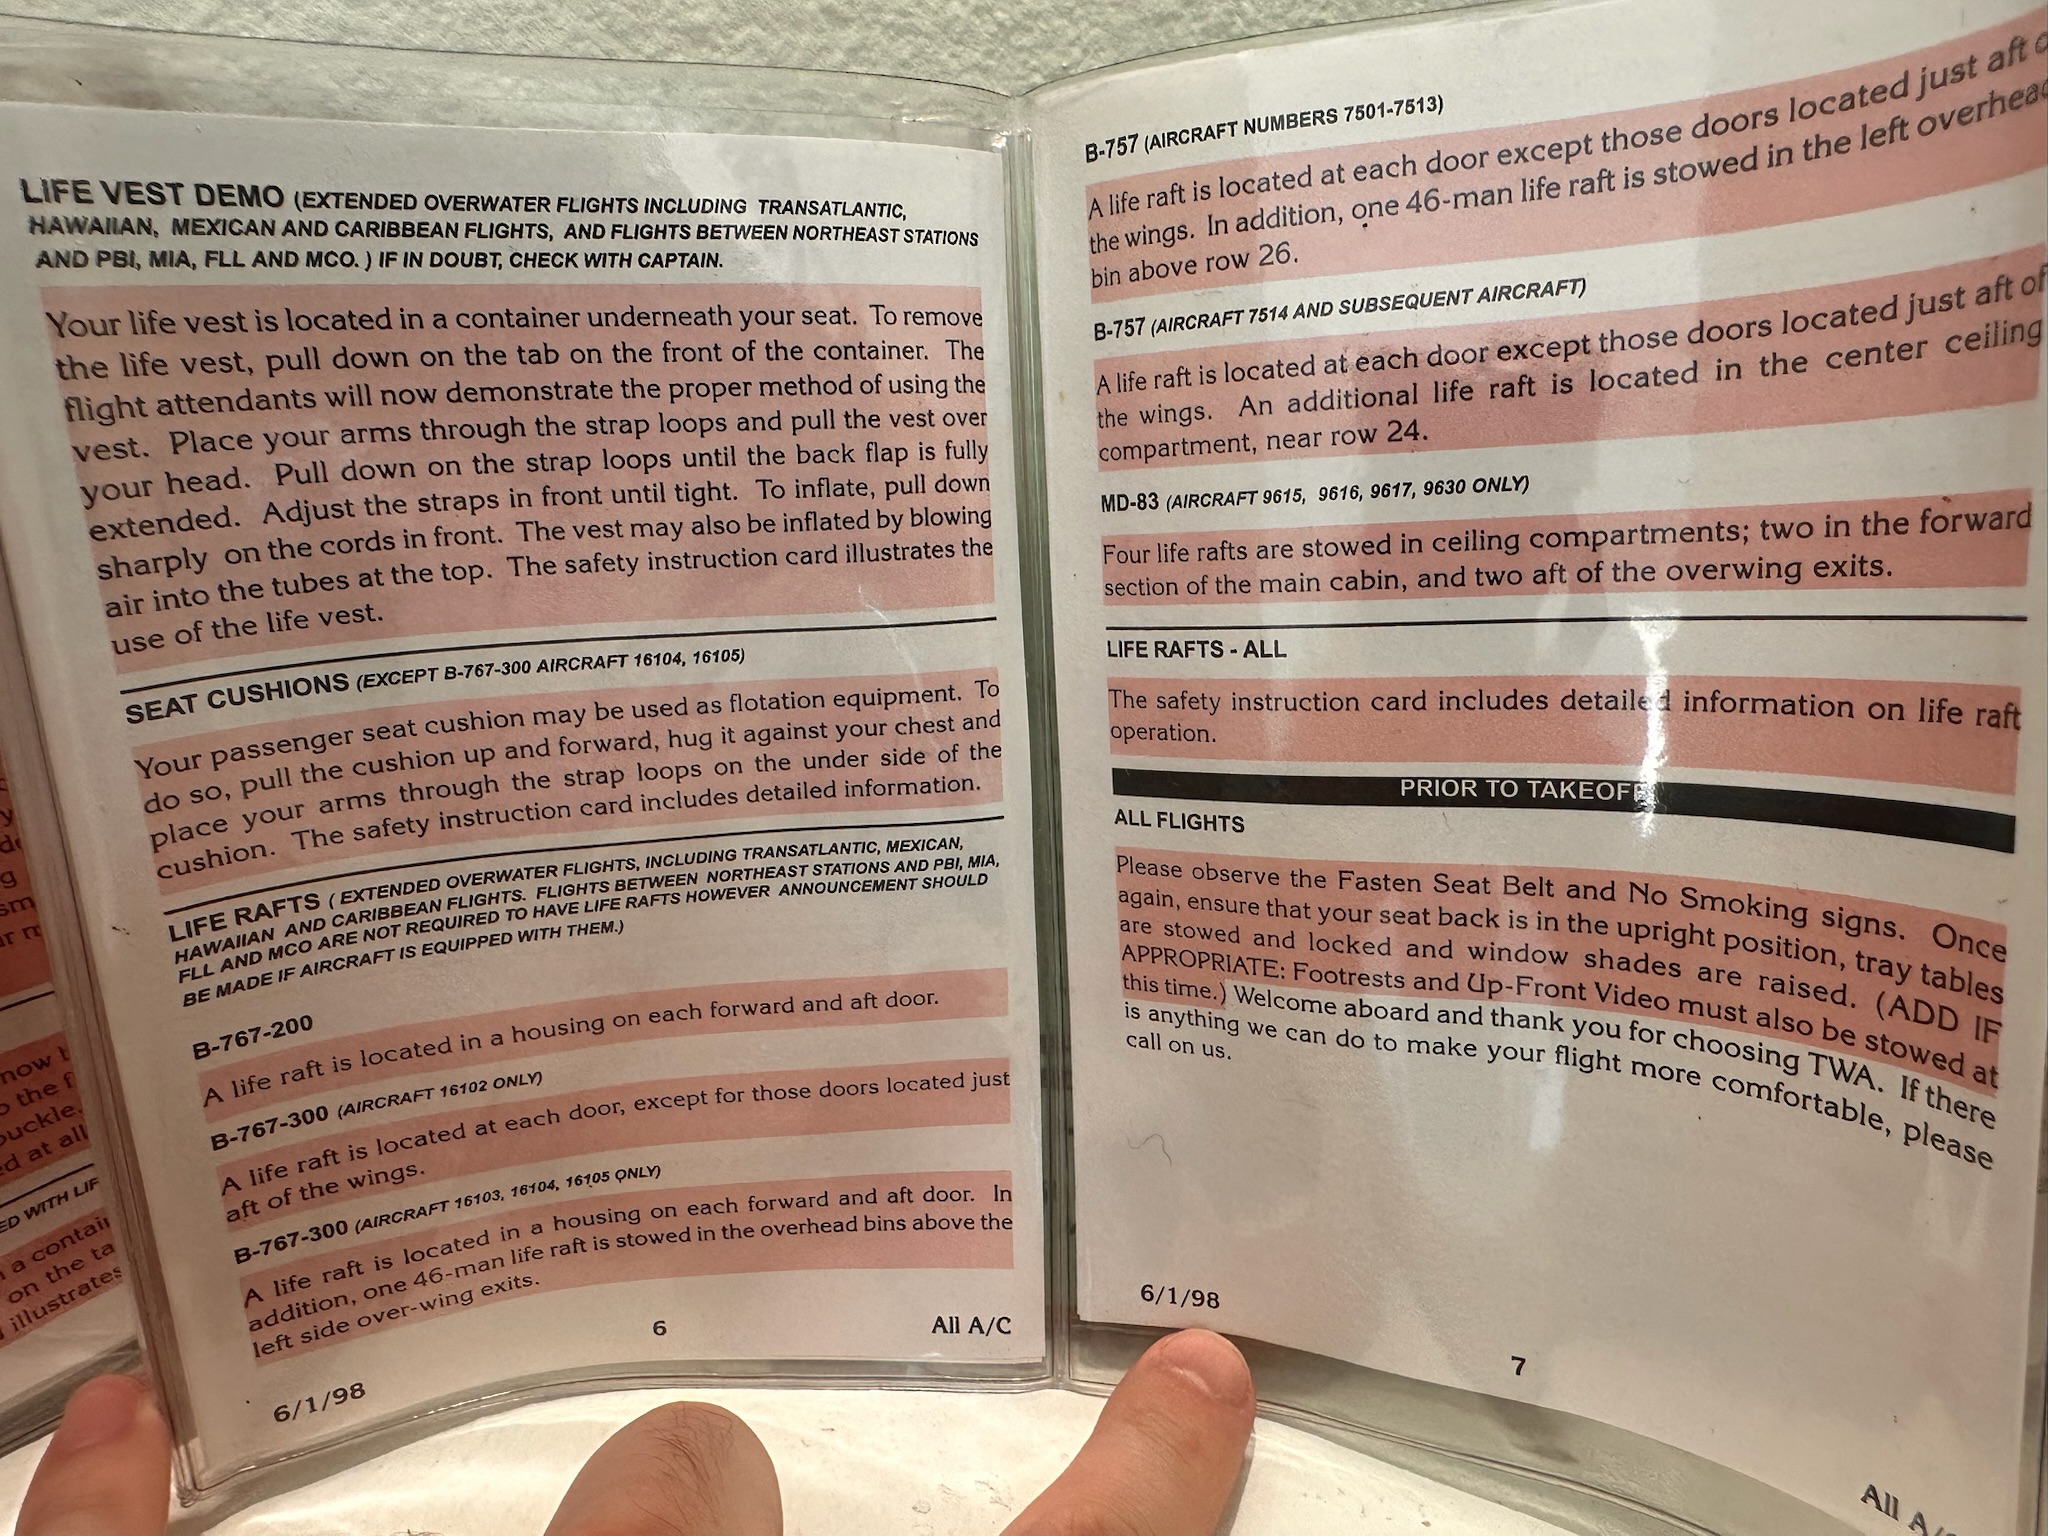 LIFE VEST DEMO (EXTENDED OVERWATER FLIGHTS INCLUDING TRANSATLANTIC,
HAWAIIAN, MEXICAN AND CARIBBEAN FLIGHTS, AND FLIGHTS BETWEEN NORTHEAST STATIONS
AND PBI, MIA, FLL AND MCO. ) IF IN DOUBT, CHECK WITH CAPTAIN.
Your life vest is located in a container underneath your seat. To remove
the life vest, pull down on the tab on the front of the container. The
flight attendants will now demonstrate the proper method of using the
vest. Place your arms through the strap loops and pull the vest over
your head. Pull down on the strap loops until the back flap is fully
extended. Adjust the straps in front until tight. To inflate, pull down
sharply on the cords in front. The vest may also be inflated by blowing
air into the tubes at the top. The safety instruction card illustrates the
use of the life vest.
SEAT CUSHIONS (EXCEPT B-767-300 AIRCRAFT 16104, 16105)
Your passenger seat cushion may be used as flotation equipment. To
do so, pull the cushion up and forward, hug it against your chest and
place your arms through the strap loops on the under side of the
cushion. The safety instruction card includes detailed information.
LIFE RAFTS ( EXTENDED OVERWATER FLIGHTS, INCLUDING TRANSATLANTIC, MEXICAN,
HAWAIIAN AND CARIBBEAN FLIGHTS. FLIGHTS BETWEEN NORTHEAST STATIONS AND PBI, MIA,
FLL AND MCO ARE NOT REQUIRED TO HAVE LIFE RAFTS HOWEVER ANNOUNCEMENT SHOULD
BE MADE IF AIRCRAFT IS EQUIPPED WITH THEM.)
B-767-200
A life raft is located in a housing on each forward and aft door.
B-767-300 (AIRCRAFT 16102 ONLY)
A life raft is located at each door, except for those doors located just
aft of the wings.
B-767-300 (AIRCRAFT 16103, 16104, 16105 ONLY)
A life raft is located in a housing on each forward and aft door. In
addition, one 46-man life raft is stowed in the overhead bins above the
left side over-wing exits.
6
All A/C
6/1/98
B-757 (AIRCRAFT NUMBERS 7501-7513)
A life raft is located at each door except those doors located just aft
the wings. In addition, one 46-man life raft is stowed in the left overhead
bin above row 26.
B-757 (AIRCRAFT 7514 AND SUBSEQUENT AIRCRAFT)
A life raft is located at each door except those doors located just aft of
the wings. An additional life raft is located in the center ceiling
compartment, near row 24.
MD-83 (AIRCRAFT 9615, 9616, 9617, 9630 ONLY)
Four life rafts are stowed in ceiling compartments; two in the forward
section of the main cabin, and two aft of the overwing exits.
LIFE RAFTS - ALL
The safety instruction card includes detailed information on life raft
operation.
PRIOR TO TAKEOFF
ALL FLIGHTS
Please observe the Fasten Seat Belt and No Smoking signs. Once
again, ensure that your seat back is in the upright position, tray tables
are stowed and locked and window shades are raised. (ADD IF
APPROPRIATE: Footrests and Up-Front Video must also be stowed at
this time.) Welcome aboard and thank you for choosing TWA. If there
is anything we can do to make your flight more comfortable, please
call on us.
6/1/98
7
All